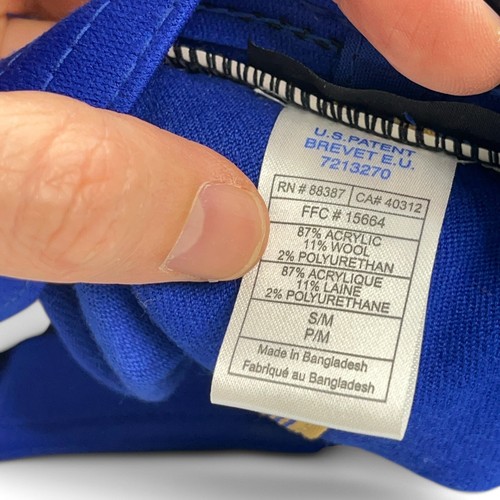 U.S.PATENT
BREVET E.U.
7213270
RN # 88387 CA# 40312
FFC # 15664
87% ACRYLIC
11% WOOL
2% POLYURETHAN
87% ACRYLIQUE
11% LAINE
2% POLYURETHANE
S/M
P/M
Made in Bangladesh
Fabriqué au Bangladesh